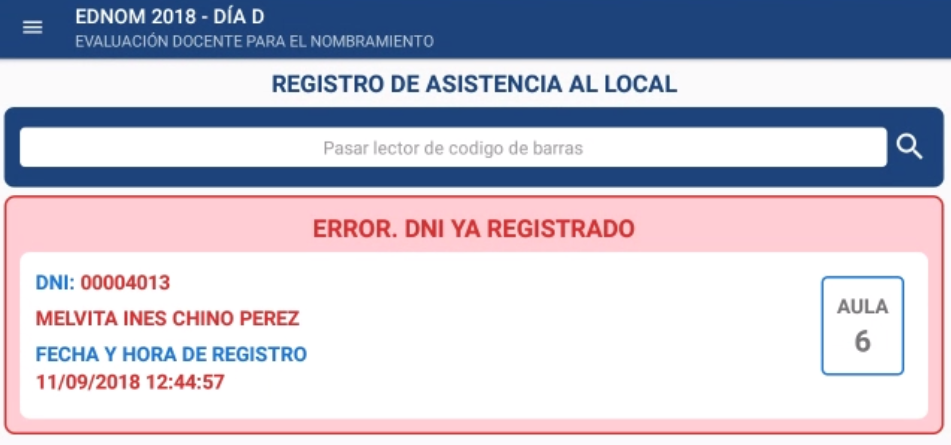 EDNOM 2018 - DÍA D
EVALUACIÓN DOCENTE PARA EL NOMBRAMIENTO
REGISTRO DE ASISTENCIA AL LOCAL
Pasar lector de codigo de barras
ERROR. DNI YA REGISTRADO
DNI: 00004013
MELVITA INES CHINO PEREZ
FECHA Y HORA DE REGISTRO
11/09/2018 12:44:57
AULA
6